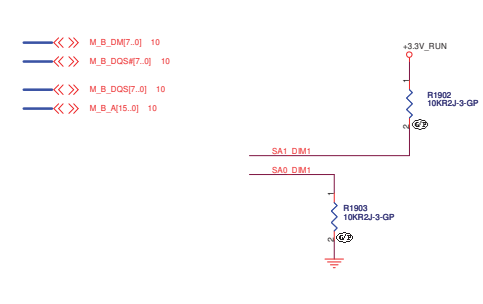 M_B_DM[7..0] 10
M_B_DQS#[7..0] 10
M_B_DQS[7..0] 10
M_B_A[15..0] 10
+3.3V_RUN
1
R1902
10KR2J-3-GP
2
G/P
SA1_DIM1
SA0_DIM1
1
R1903
10KR2J-3-GP
2
G/P